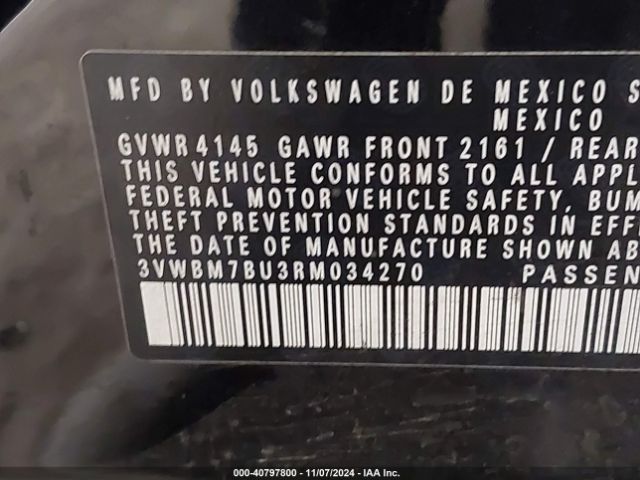 MFD BY VOLKSWAGEN DE MEXICO S
MEXICO
GVWR 4145 GAWR FRONT 2161 / REAR
THIS VEHICLE CONFORMS TO ALL APPL
FEDERAL MOTOR VEHICLE SAFETY, BUM
THEFT PREVENTION STANDARDS IN EFF
THE DATE OF MANUFACTURE SHOWN AB
3VWBM7BU3RM034270 PASSEN
000-40797800 - 11/07/2024 - IAA Inc.